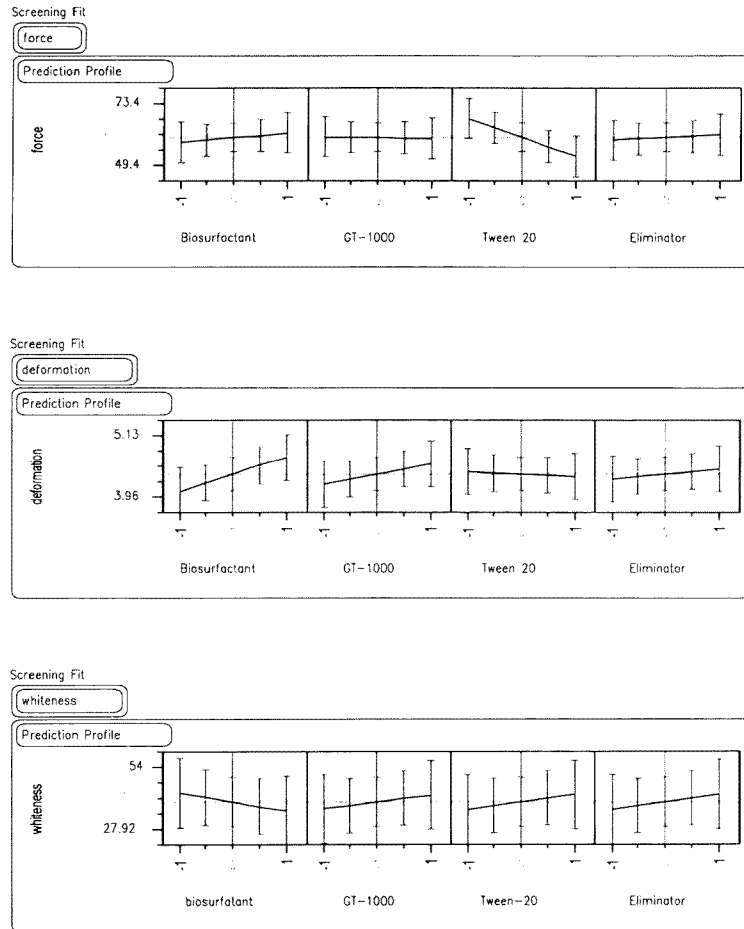 Screening Fit
force
Prediction Profile
force
73.4
49.4
-1
1
-1
1
-1
1
-1
1
Biosurfactant GT-1000 Tween 20 Eliminator
Screening Fit
deformation
Prediction Profile
deformation
5.13
3.96
-1
1
-1
1
-1
1
-1
1
Biosurfactant GT-1000 Tween 20 Eliminator
Screening Fit
whiteness
Prediction Profile
whiteness
54
27.92
-1
1
-1
1
-1
1
-1
1
biosurfatant GT-1000 Tween-20 Eliminator